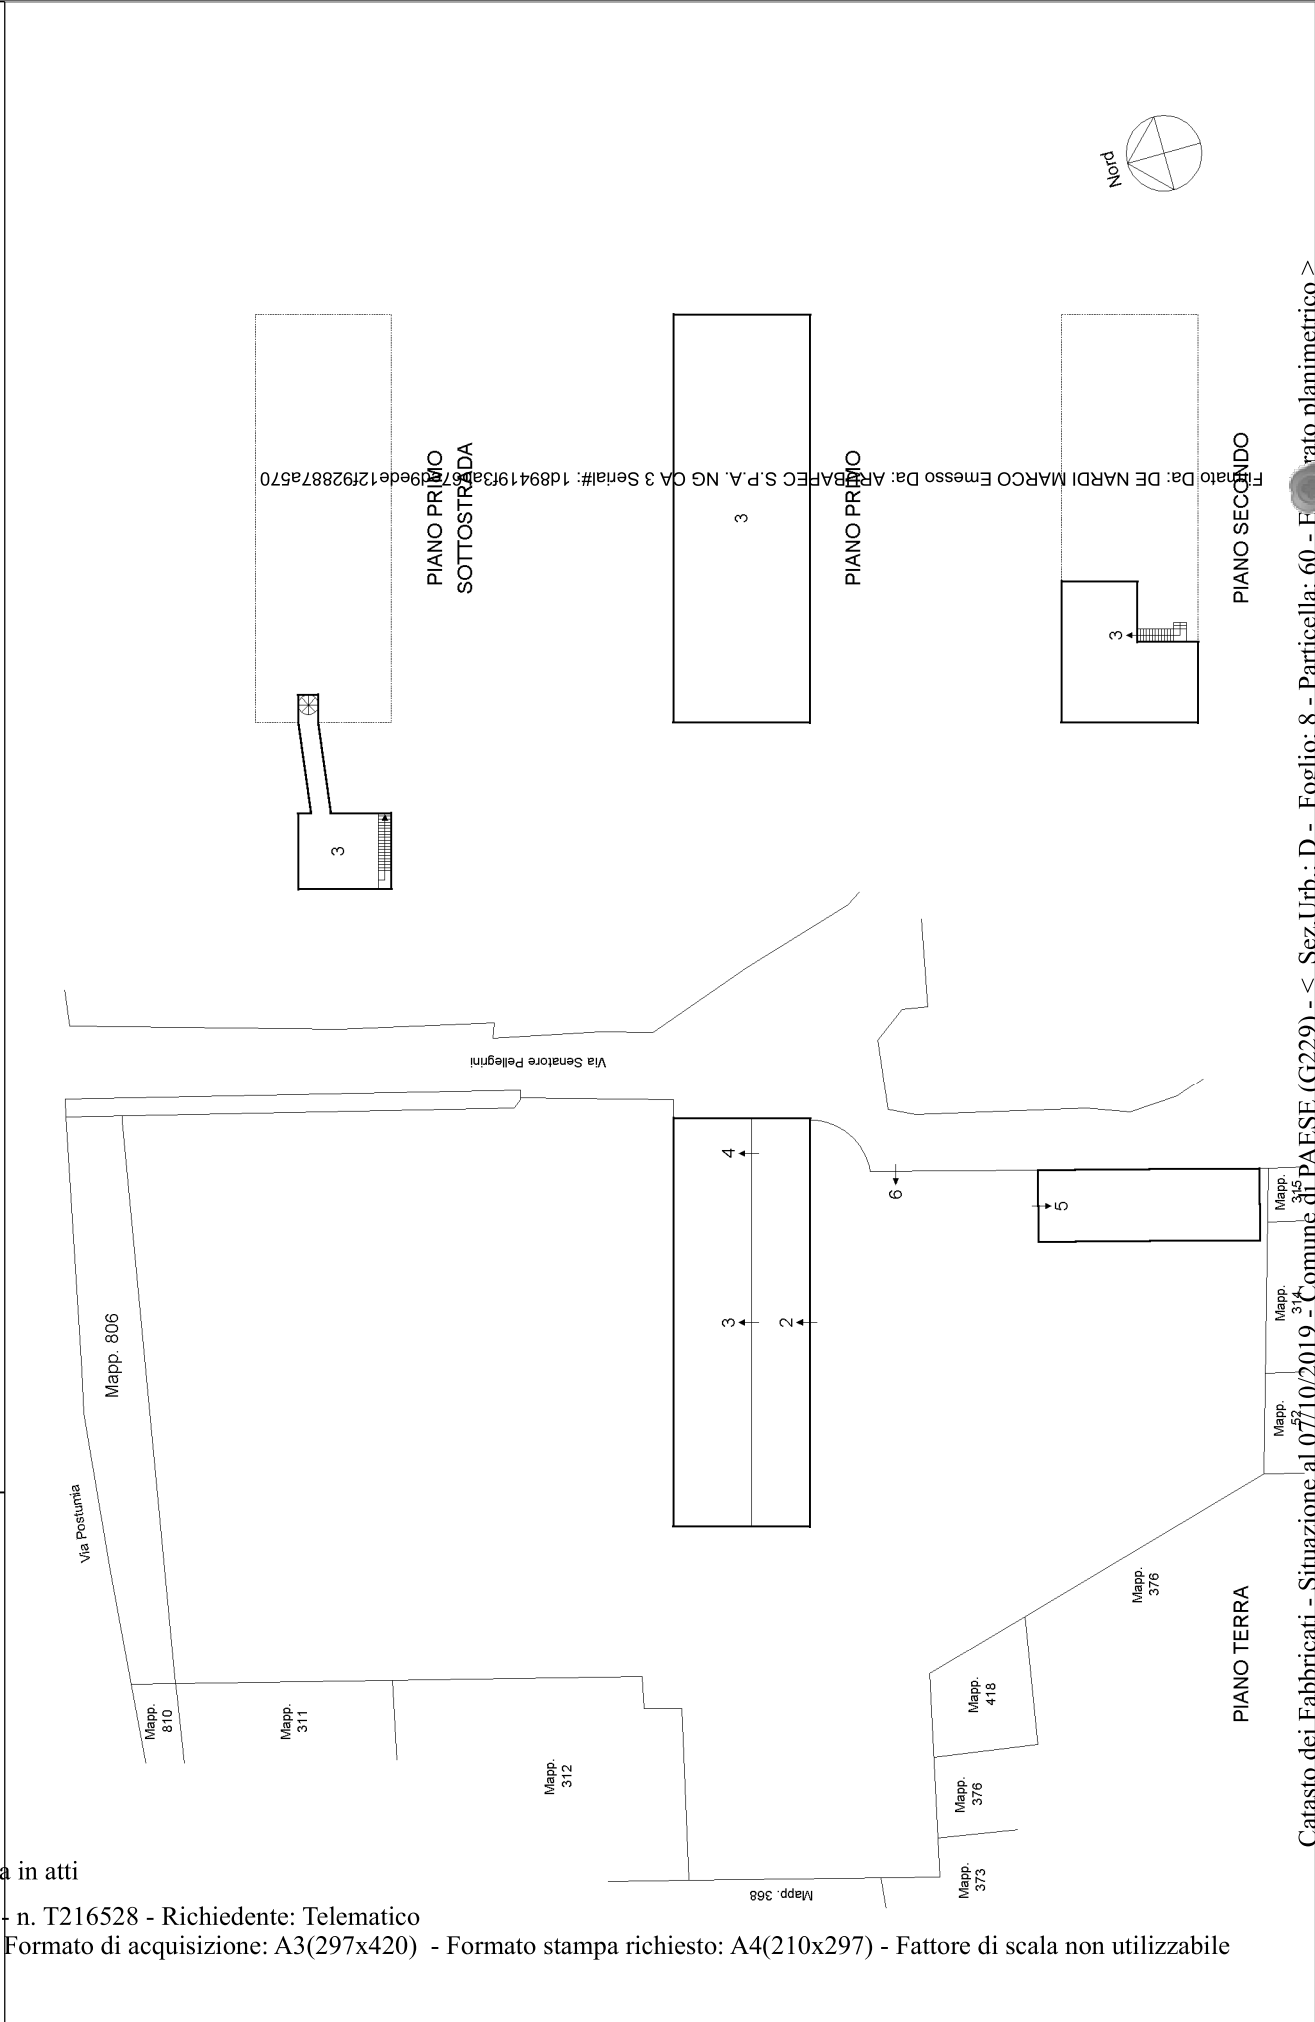 Nord
PIANO PRIMO
SOTTOSTRADA
3
PIANO PRIMO
3
PIANO SECONDO
3
Firmato Da: DE NARDI MARCO Emesso Da: ARUBAPEC S.P.A. NG CA 3 Serial#:
Via Senatore Pellegrini
4
3
2
6
5
Mapp. 806
Via Postumia
Mapp.
315
Mapp.
314
Mapp.
52
Mapp.
376
Mapp.
418
Mapp.
376
Mapp.
373
Mapp. 368
Mapp.
312
Mapp.
311
Mapp.
810
PIANO TERRA
Catasto dei Fabbricati - Situazione al 07/10/2019 - Comune di PAESE (G229) - < Sez.Urb.: D - Foglio: 8 - Particella: 60 - planimetrico >
a in atti
- n. T216528 - Richiedente: Telematico
Formato di acquisizione: A3(297x420) - Formato stampa richiesto: A4(210x297) - Fattore di scala non utilizzabile